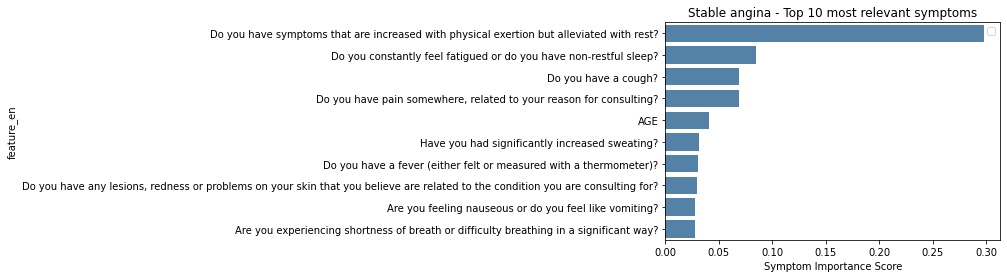 Stable angina - Top 10 most relevant symptoms
Do you have symptoms that are increased with physical exertion but alleviated with rest?
Do you constantly feel fatigued or do you have non-restful sleep?
Do you have a cough?
Do you have pain somewhere, related to your reason for consulting?
AGE
Have you had significantly increased sweating?
Do you have a fever (either felt or measured with a thermometer)?
Do you have any lesions, redness or problems on your skin that you believe are related to the condition you are consulting for?
Are you feeling nauseous or do you feel like vomiting?
Are you experiencing shortness of breath or difficulty breathing in a significant way?
feature_en
0.00 0.05 0.10 0.15 0.20 0.25 0.30
Symptom Importance Score